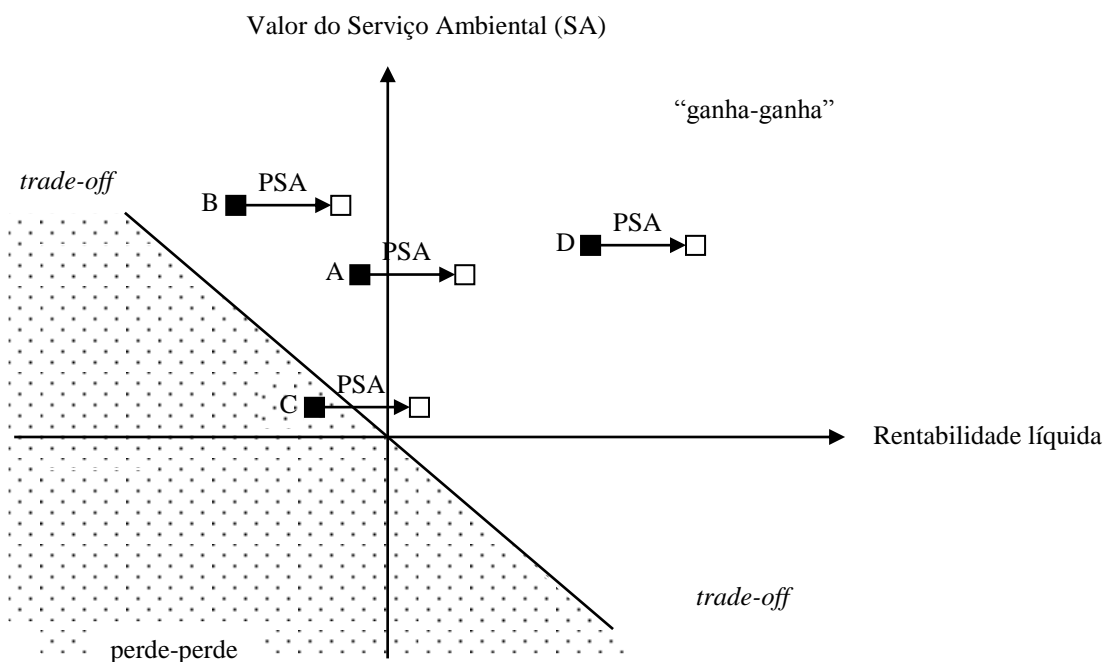 Valor do Serviço Ambiental (SA)
“ganha-ganha”
trade-off
B
PSA
D
PSA
A
PSA
C
PSA
Rentabilidade líquida
trade-off
perde-perde